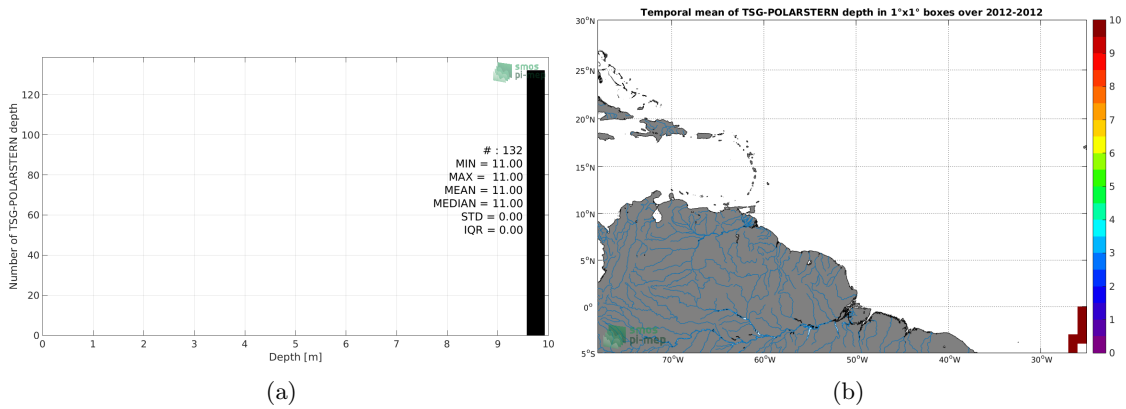 smos
pi-mep
Number of TSG-POLARSTERN depth
0
20
40
60
80
100
120
# : 132
MIN = 11.00
MAX = 11.00
MEAN = 11.00
MEDIAN = 11.00
STD = 0.00
IQR = 0.00
0 1 2 3 4 5 6 7 8 9 10
Depth [m]
(a)
Temporal mean of TSG-POLARSTERN depth in 1°x1° boxes over 2012-2012
30°N
25°N
20°N
15°N
10°N
5°N
0°
5°S
70°W 60°W 50°W 40°W 30°W
smos
pi-mep
10
9
8
7
6
5
4
3
2
1
0
(b)